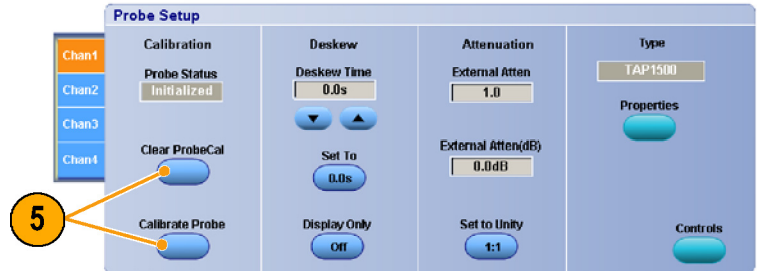 Probe Setup
Chan1
Chan2
Chan3
Chan4
Calibration
Probe Status
Initialized
Clear ProbeCal
Calibrate Probe
Deskew
Deskew Time
0.0s
Set To
0.0s
Display Only
Off
Attenuation
External Atten
1.0
External Atten(dB)
0.0dB
Set to Unity
1:1
Type
TAP1500
Properties
Controls
5